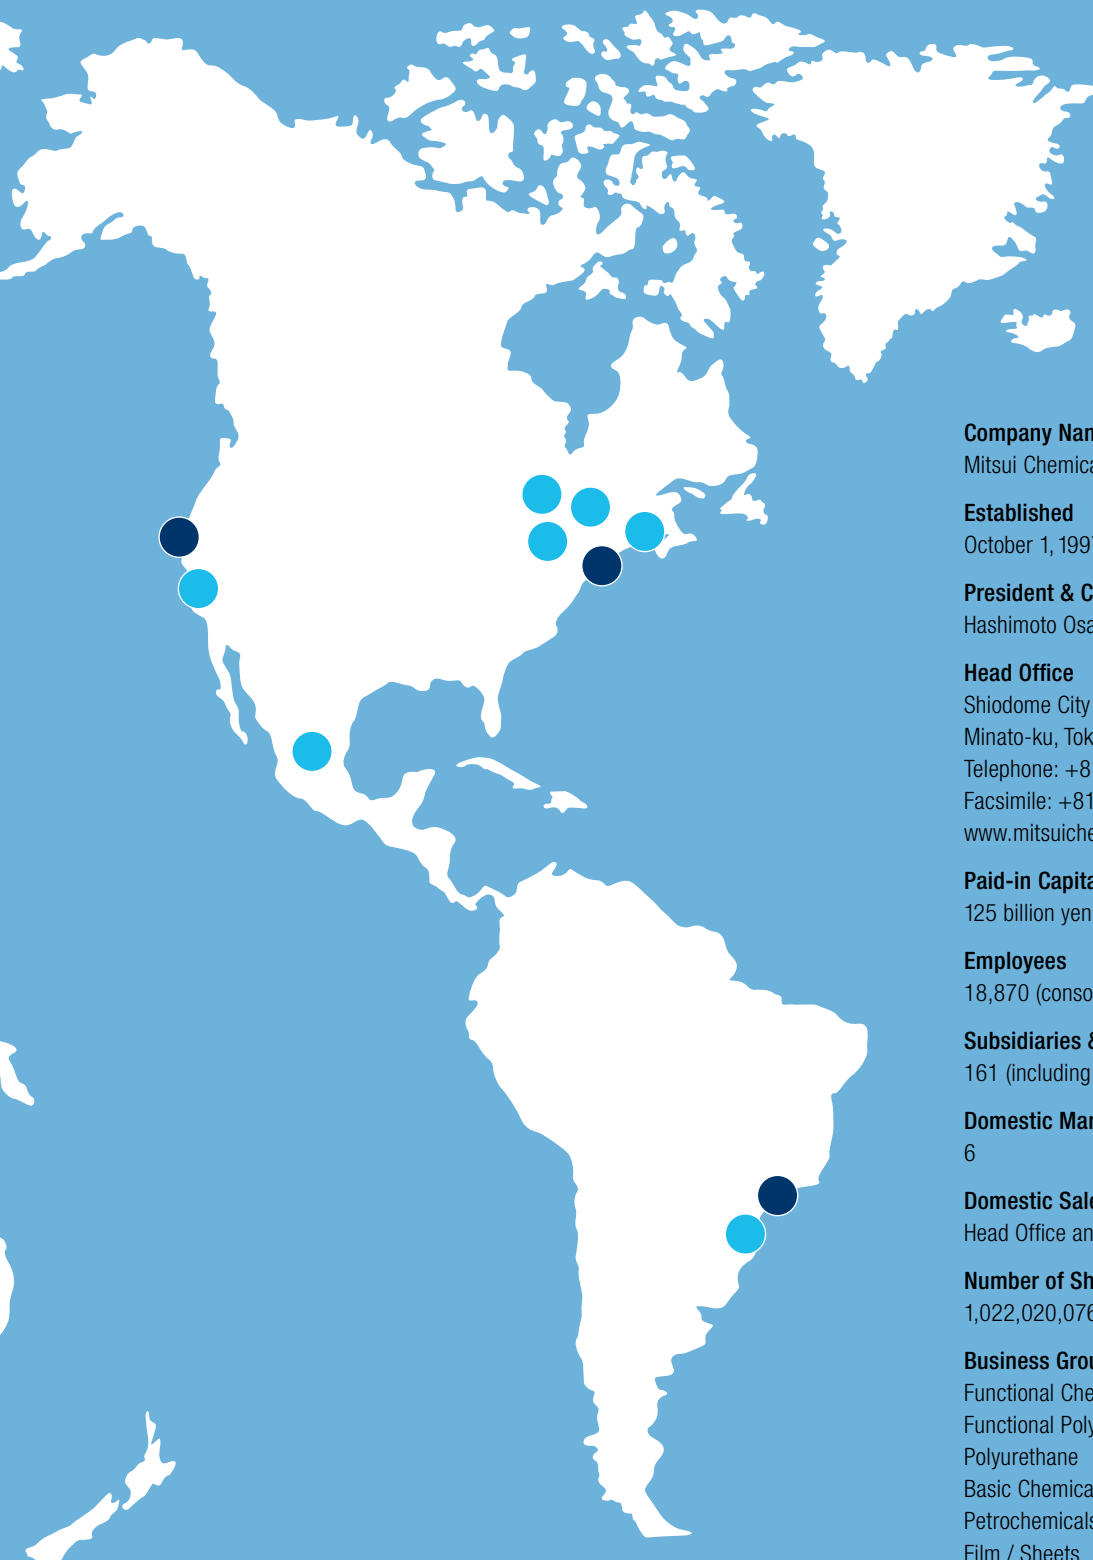 Company Nam
Mitsui Chemica
Established
October 1, 1997
President & C
Hashimoto Osa
Head Office
Shiodome City
Minato-ku, Tok
Telephone: +8
Facsimile: +81
www.mitsuiche
Paid-in Capita
125 billion yen
Employees
18,870 (conso
Subsidiaries &
161 (including
Domestic Man
6
Domestic Sale
Head Office an
Number of Sh
1,022,020,076
Business Grou
Functional Che
Functional Poly
Polyurethane
Basic Chemica
Petrochemicals
Film / Sheets